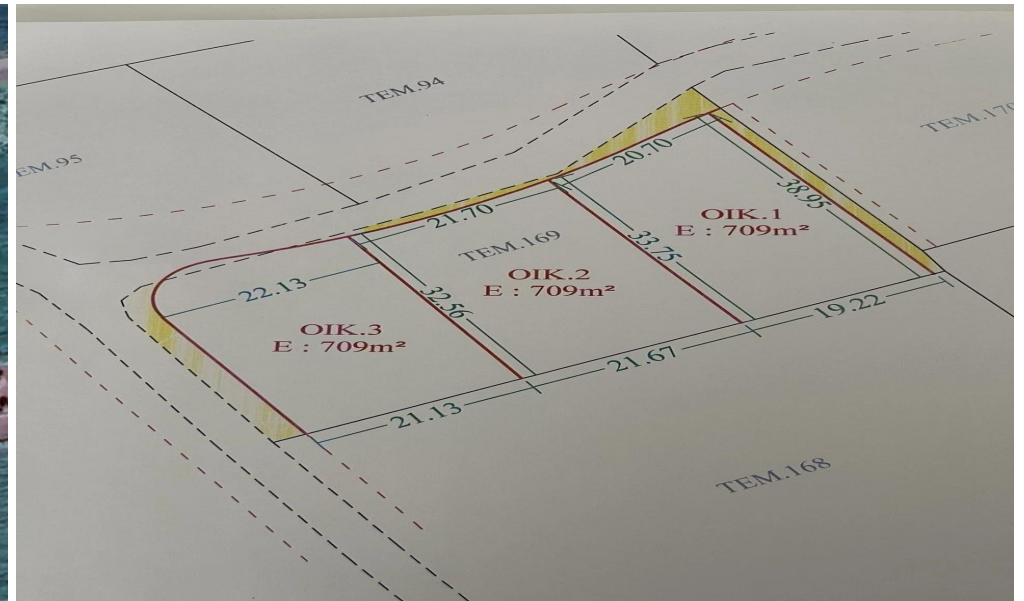 TEM.94
TEM.95
TEM.170
20.70
38.95
21.70
OIK.1
E : 709m²
TEM.169
33.75
OIK.2
E : 709m²
22.13
32.56
OIK.3
E : 709m²
19.22
21.67
21.13
TEM.168